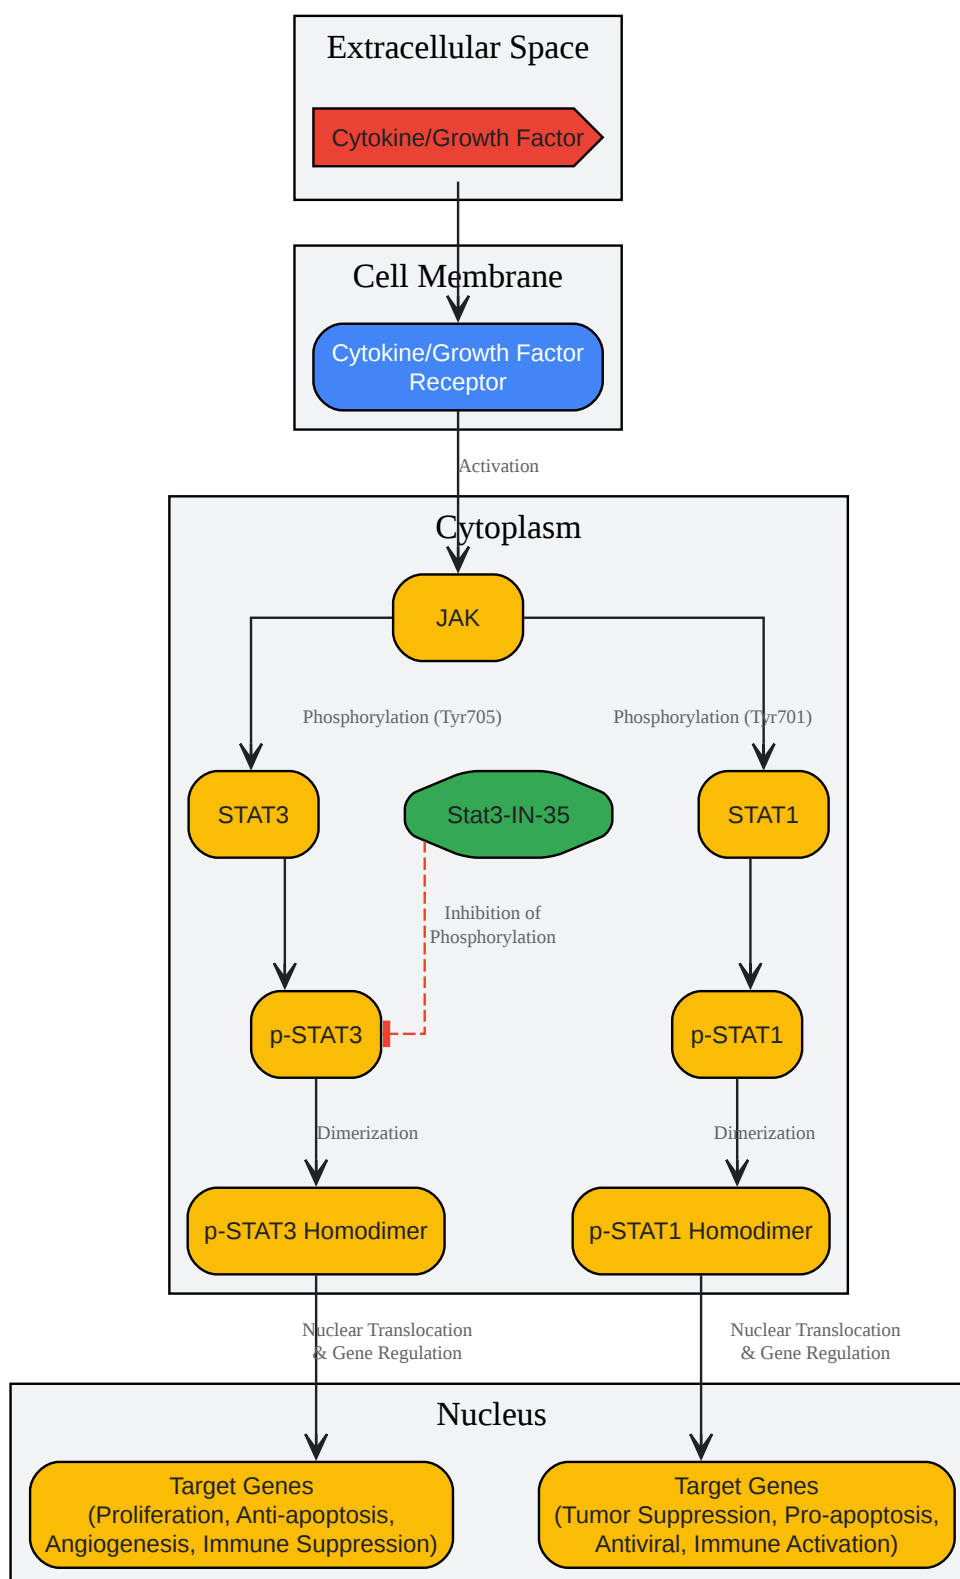 Extracellular Space
Cytokine/Growth Factor
Cell Membrane
Cytokine/Growth Factor
Receptor
Activation
Cytoplasm
JAK
Phosphorylation (Tyr705)
Phosphorylation (Tyr701)
STAT3
Stat3-IN-35
STAT1
Inhibition of
Phosphorylation
p-STAT3
p-STAT1
Dimerization
Dimerization
p-STAT3 Homodimer
p-STAT1 Homodimer
Nuclear Translocation
& Gene Regulation
Nuclear Translocation
& Gene Regulation
Nucleus
Target Genes
(Proliferation, Anti-apoptosis,
Angiogenesis, Immune Suppression)
Target Genes
(Tumor Suppression, Pro-apoptosis,
Antiviral, Immune Activation)